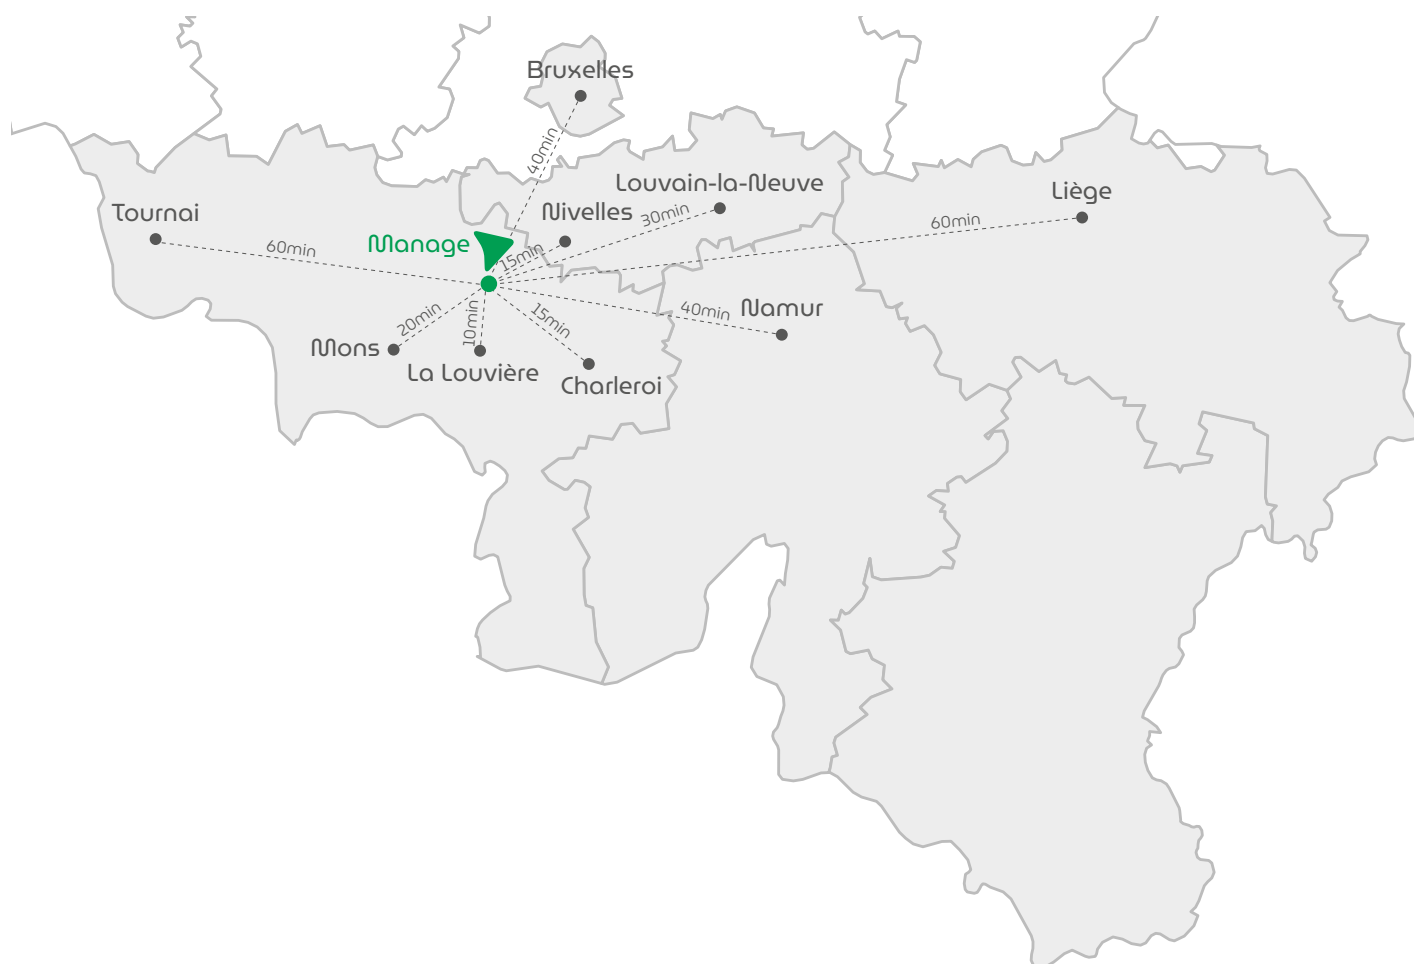 Bruxelles
40min
Louvain-la-Neuve
30min
Liège
60min
Tournai
60min
Nivelles
15min
Manage
20min
10min
15min
40min
Namur
Mons
La Louvière
Charleroi